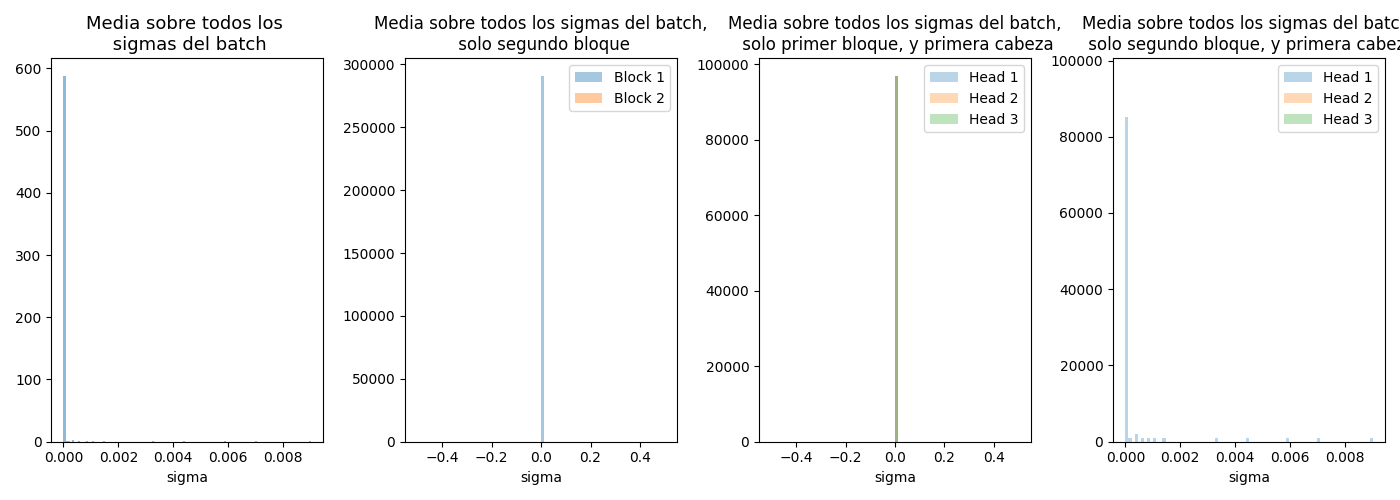 Media sobre todos los
sigmas del batch
600
500
400
300
200
100
0
0.000 0.002 0.004 0.006 0.008
sigma
Media sobre todos los sigmas del batch,
solo segundo bloque
Block 1
Block 2
300000
250000
200000
150000
100000
50000
0
−0.4 −0.2 0.0 0.2 0.4
sigma
Media sobre todos los sigmas del batch,
solo primer bloque, y primera cabeza
Head 1
Head 2
Head 3
100000
80000
60000
40000
20000
0
−0.4 −0.2 0.0 0.2 0.4
sigma
Media sobre todos los sigmas del batc
solo segundo bloque, y primera cabez
Head 1
Head 2
Head 3
100000
80000
60000
40000
20000
0
0.000 0.002 0.004 0.006 0.008
sigma